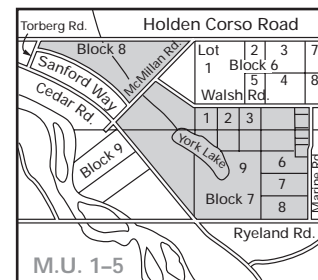 Torberg Rd.
Holden Corso Road
Block 8
McMillan Rd.
Lot
1
2
3
7
Block 6
5
4
8
Sanford Way
Walsh Rd.
Cedar Rd.
1
2
3
York Lake
Block 9
9
6
7
Block 7
8
Marine Rd
Ryeland Rd.
M.U. 1–5